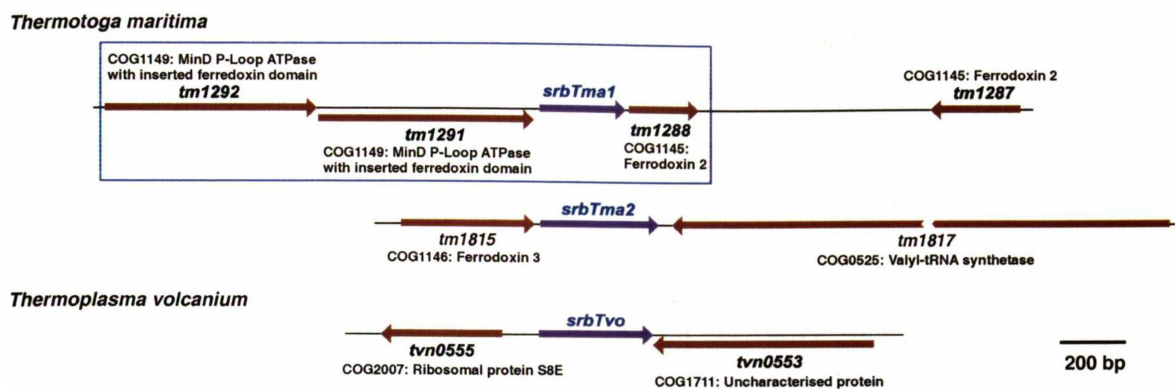 Thermotoga maritima
COG1149: MinD P-Loop ATPase
with inserted ferredoxin domain
tm1292
srbTma1
COG1145: Ferrodoxin 2
tm1287
tm1291
COG1149: MinD P-Loop ATPase
with inserted ferredoxin domain
tm1288
COG1145:
Ferrodoxin 2
srbTma2
tm1815
COG1146: Ferrodoxin 3
tm1817
COG0525: Valyl-tRNA synthetase
Thermoplasma volcanium
srbTvo
tvn0555
COG2007: Ribosomal protein S8E
tvn0553
COG1711: Uncharacterised protein
200 bp